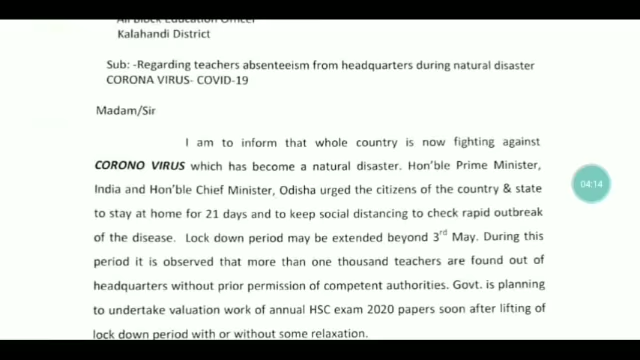 All Block Education Officer
Kalahandi District
Sub: -Regarding teachers absenteeism from headquarters during natural disaster
CORONA VIRUS- COVID-19
Madam/Sir
I am to inform that whole country is now fighting against
CORONO VIRUS which has become a natural disaster. Hon'ble Prime Minister,
India and Hon'ble Chief Minister, Odisha urged the citizens of the country & state
to stay at home for 21 days and to keep social distancing to check rapid outbreak
of the disease. Lock down period may be extended beyond 3rd May. During this
period it is observed that more than one thousand teachers are found out of
headquarters without prior permission of competent authorities. Govt. is planning
to undertake valuation work of annual HSC exam 2020 papers soon after lifting of
lock down period with or without some relaxation.
04:14